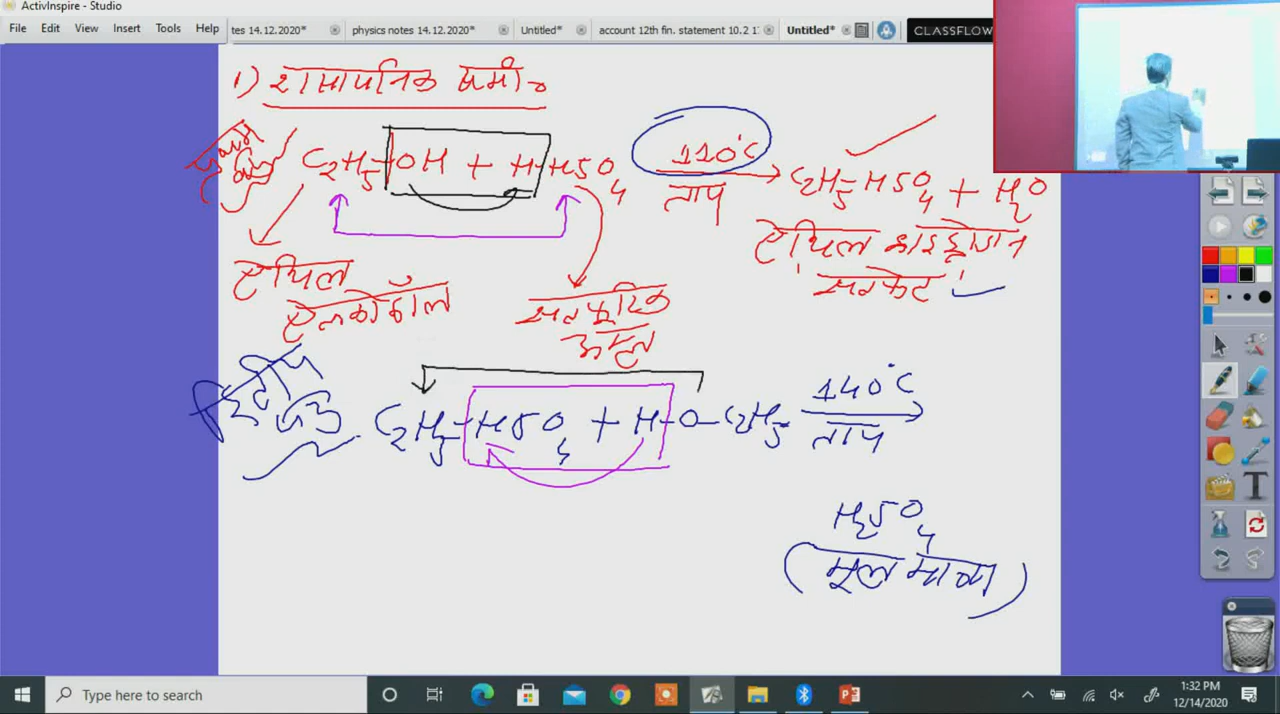 ActivInspire - Studio
File Edit View Insert Tools Help
tes 14.12.2020* physics notes 14.12.2020* Untitled* account 12th fin. statement 10.2 1 Untitled* CLASSFLOW
1) रासायनिक समी०
C₂H₅-OH + H-HSO₄ 110°C ताप → C₂H₅-HSO₄ + H₂O
एथिल हाइड्रोजन
सल्फेट
एथिल
एल्कोहॉल
सल्फ्यूरिक
अम्ल
C₂H₅-HSO₄ + H-O-C₂H₅ 140°C ताप →
H₂SO₄
(मूल मात्रा)
T
Type here to search
1:32 PM
12/14/2020